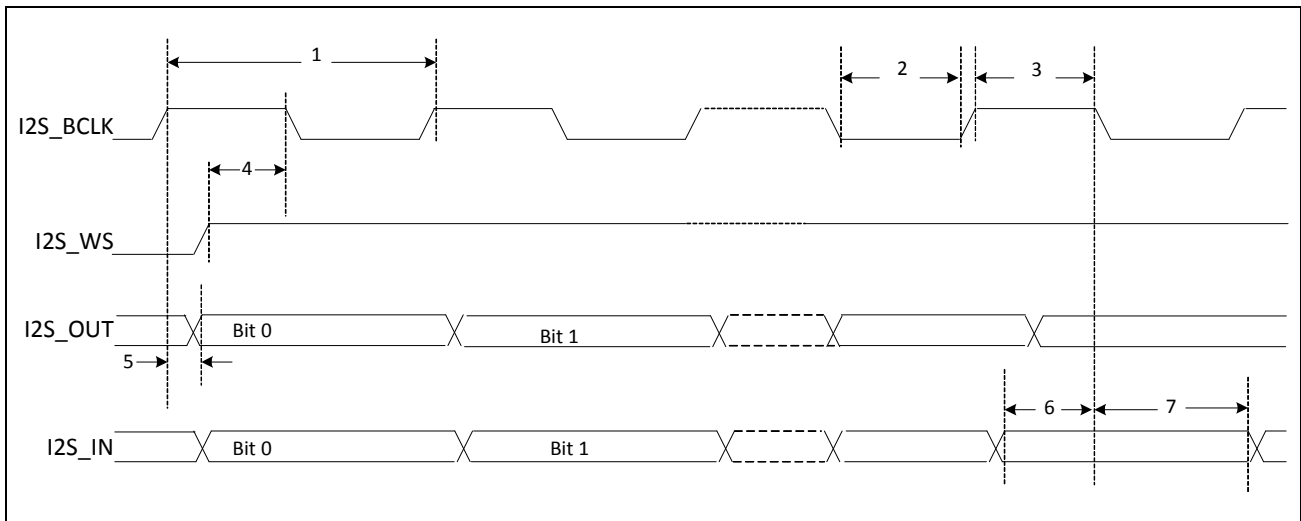 1
2
3
I2S_BCLK
4
I2S_WS
I2S_OUT
Bit 0
Bit 1
5
6
7
I2S_IN
Bit 0
Bit 1